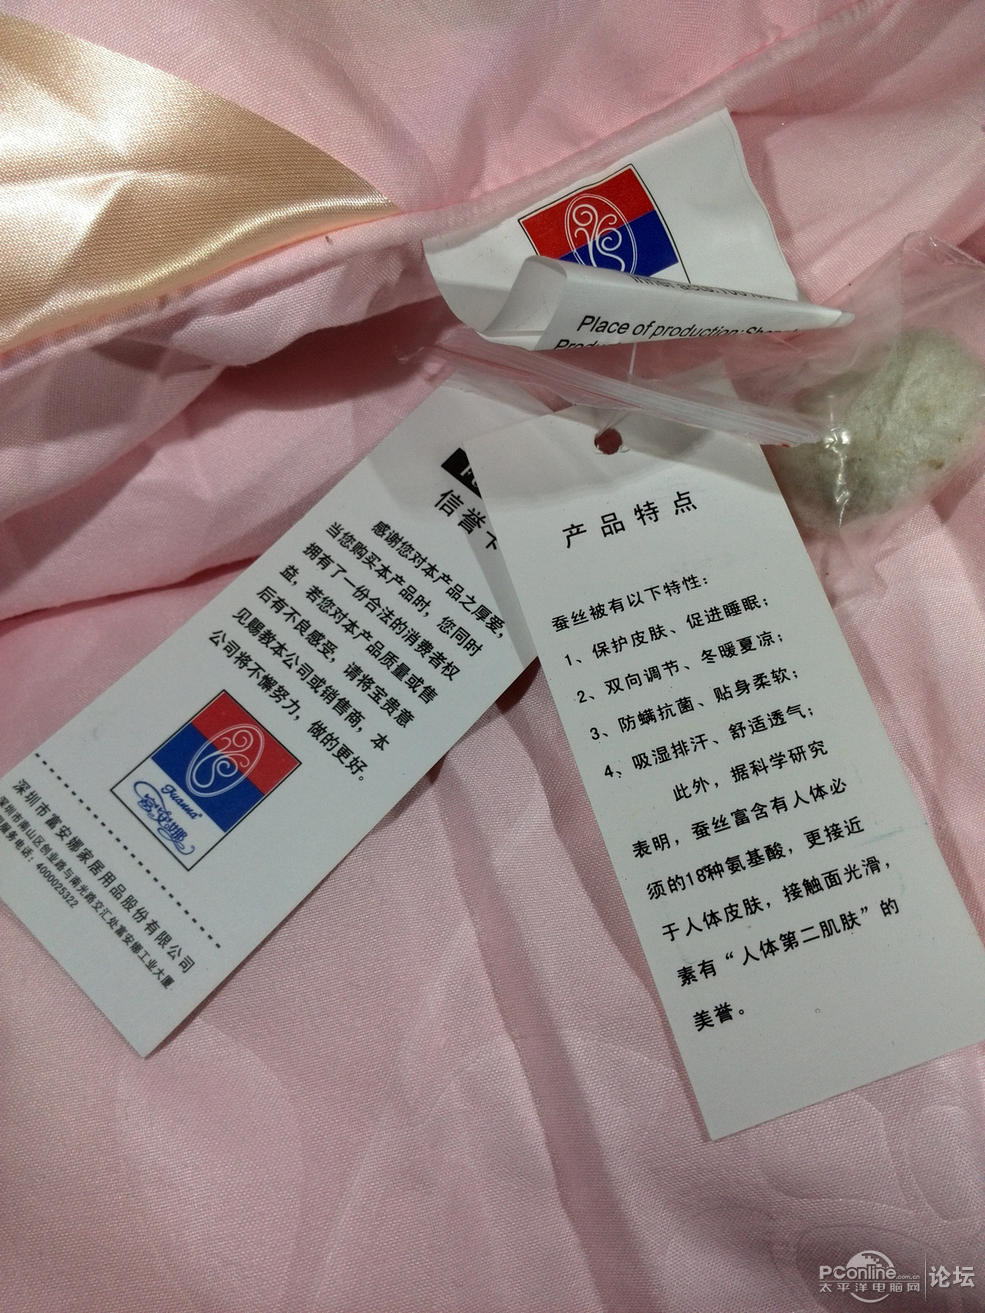 Place of production:
产品特点
蚕丝被有以下特性：
1、保护皮肤、促进睡眠；
2、双向调节、冬暖夏凉；
3、防螨抗菌、贴身柔软；
4、吸湿排汗、舒适透气；
此外，据科学研究
表明，蚕丝富含有人体必
须的18种氨基酸，更接近
于人体皮肤，接触面光滑，
素有“人体第二肌肤”的
美誉。
信誉
感谢您对本产品之厚爱，
当您购买本产品时，您同时
拥有了一份合法的消费者权
益，若您对本产品质量或售
后有不良感受，请将宝贵意
见赐教本公司或销售商，本
公司将不懈努力，做的更好。
Fuanna
富安娜
深圳市富安娜家居用品股份有限公司
深圳市南山区创业路与南光路交汇处富安娜工业大厦
服务电话：4000025322
PConline.com.cn
太平洋电脑网
论坛